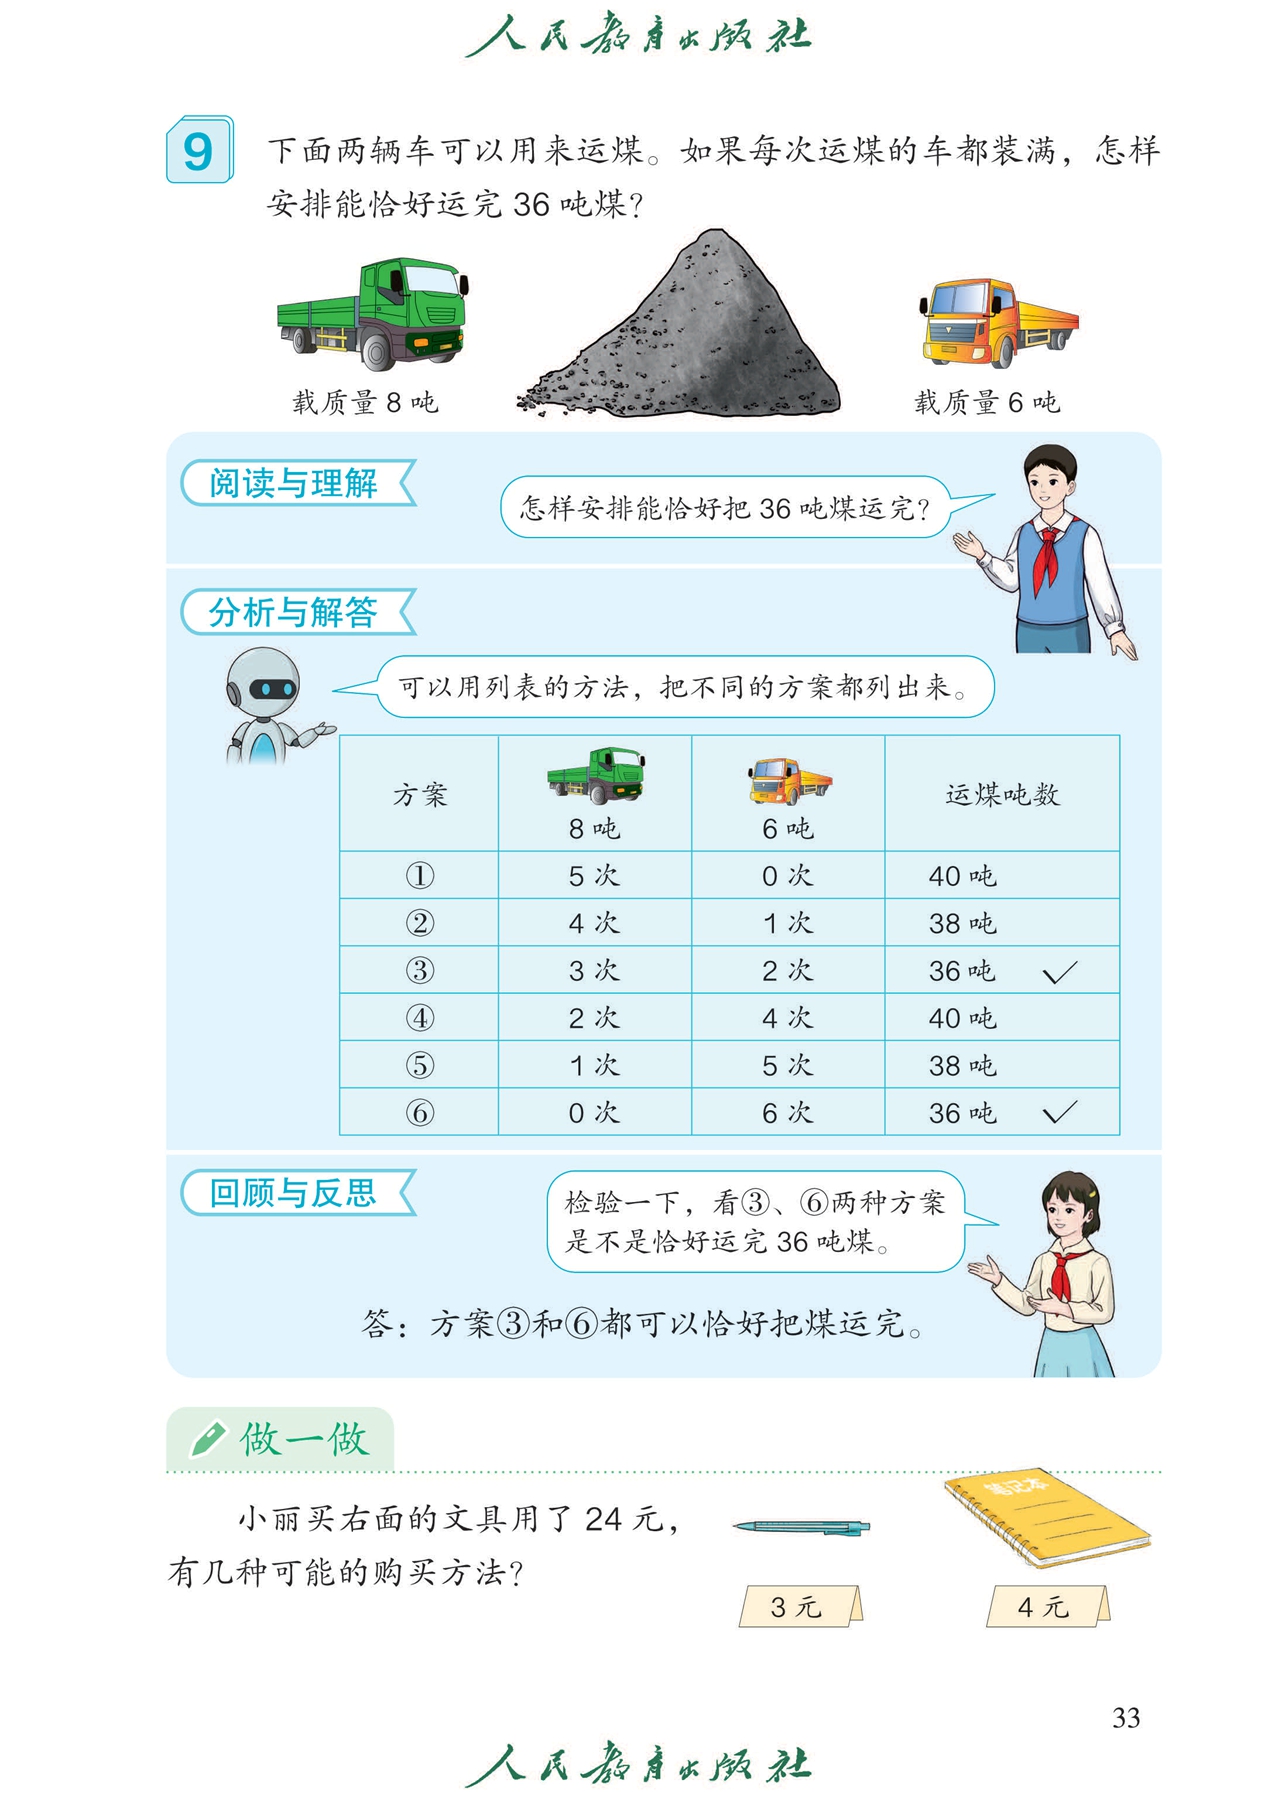 人民教育出版社
9
下面两辆车可以用来运煤。如果每次运煤的车都装满，怎样
安排能恰好运完 36 吨煤？
载质量 8 吨
载质量 6 吨
阅读与理解
怎样安排能恰好把 36 吨煤运完？
分析与解答
可以用列表的方法，把不同的方案都列出来。
方案 8 吨 6 吨 运煤吨数
① 5 次 0 次 40 吨
② 4 次 1 次 38 吨
③ 3 次 2 次 36 吨 ✓
④ 2 次 4 次 40 吨
⑤ 1 次 5 次 38 吨
⑥ 0 次 6 次 36 吨 ✓
回顾与反思
检验一下，看③、⑥两种方案
是不是恰好运完 36 吨煤。
答：方案③和⑥都可以恰好把煤运完。
做一做
小丽买右面的文具用了 24 元，
有几种可能的购买方法？
笔记本
3 元
4 元
33
人民教育出版社